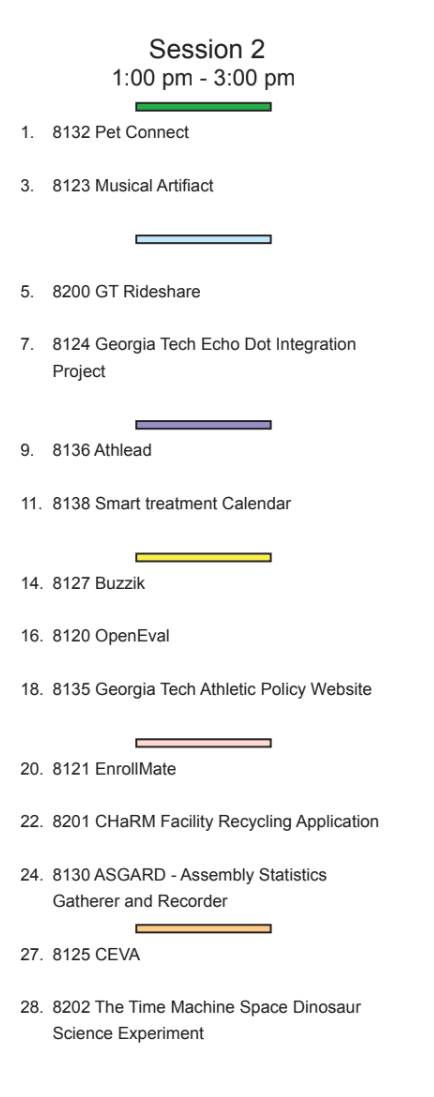 Session 2
1:00 pm - 3:00 pm
1. 8132 Pet Connect
3. 8123 Musical Artifiact
5. 8200 GT Rideshare
7. 8124 Georgia Tech Echo Dot Integration
Project
9. 8136 Athlead
11. 8138 Smart treatment Calendar
14. 8127 Buzzik
16. 8120 OpenEval
18. 8135 Georgia Tech Athletic Policy Website
20. 8121 EnrollMate
22. 8201 CHaRM Facility Recycling Application
24. 8130 ASGARD - Assembly Statistics
Gatherer and Recorder
27. 8125 CEVA
28. 8202 The Time Machine Space Dinosaur
Science Experiment